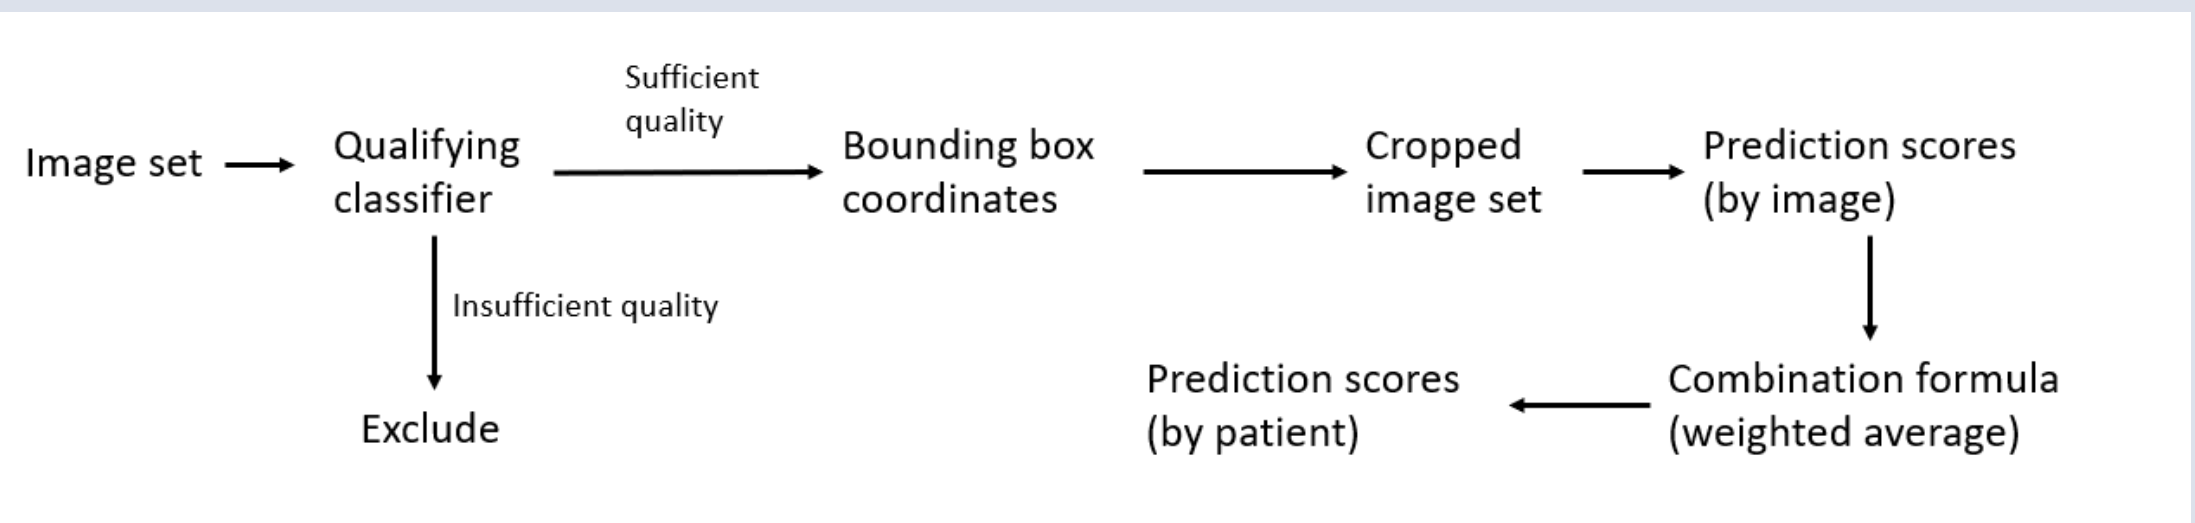 Sufficient
quality
Image set
Qualifying
classifier
Bounding box
coordinates
Cropped
image set
Prediction scores
(by image)
Insufficient quality
Exclude
Combination formula
(weighted average)
Prediction scores
(by patient)